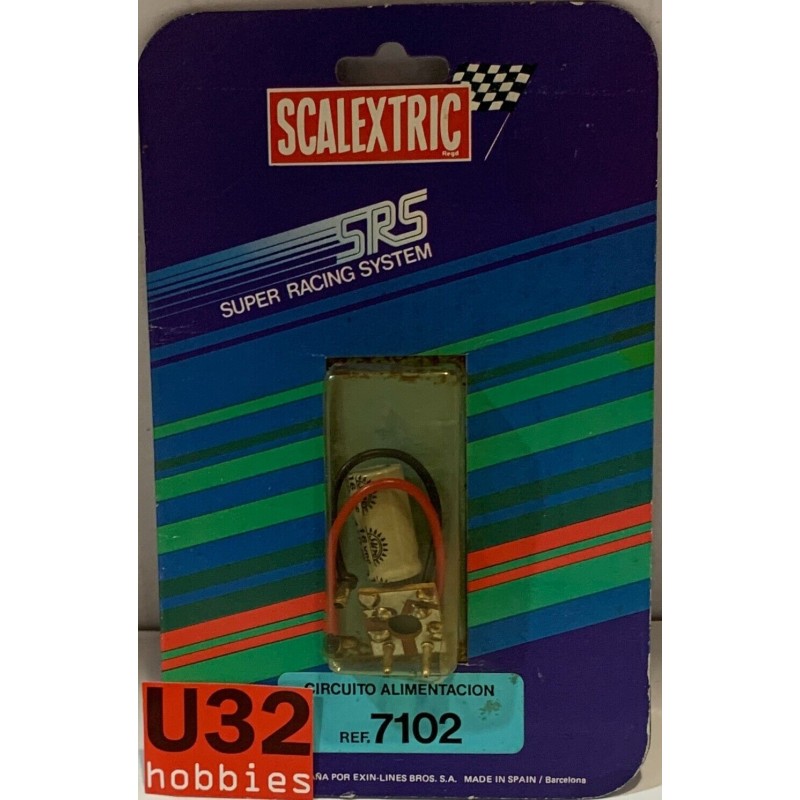 SCALEXTRIC
Regd
SRS
SUPER RACING SYSTEM
CIRCUITO ALIMENTACION
REF. 7102
U32
hobbies
POR EXIN-LINES BROS. S.A. MADE IN SPAIN / Barcelona